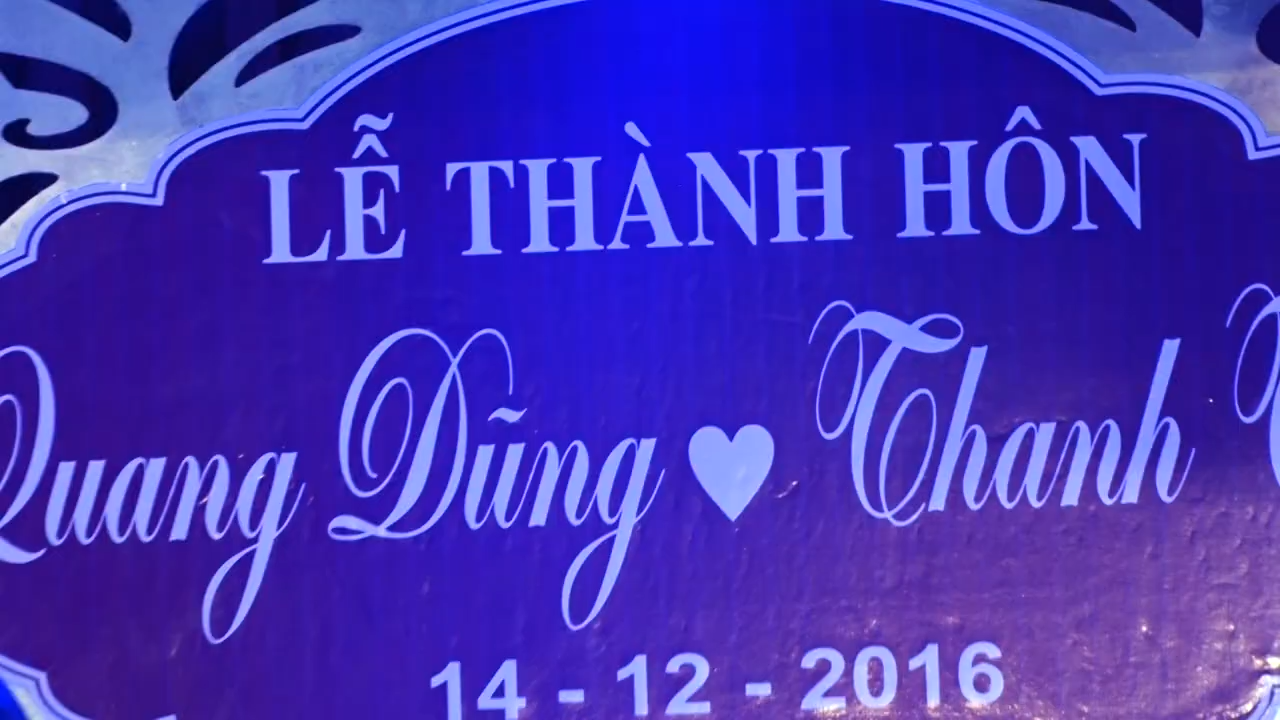 LỄ THÀNH HÔN
Quang Dũng ♥ Thanh
14 - 12 - 2016